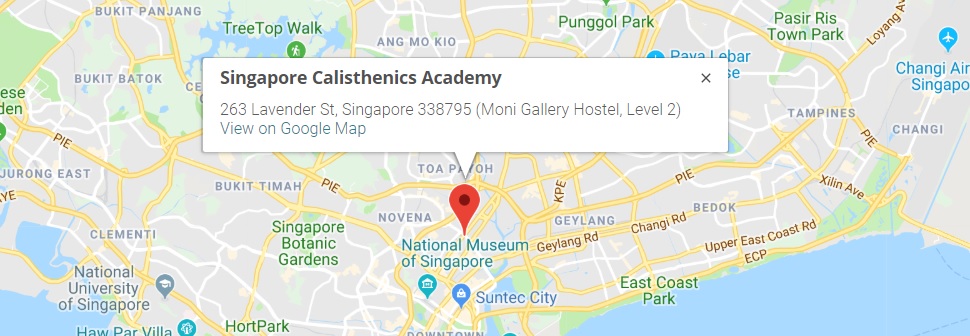 BUKIT PANJANG
TreeTop Walk
Punggol Park
Pasir Ris
Town Park
Loyang Av
ANG MO KIO
Paya Lebar
Changi Air
Singapo
BUKIT BATOK
Singapore Calisthenics Academy
×
263 Lavender St, Singapore 338795 (Moni Gallery Hostel, Level 2)
View on Google Map
TAMPINES
PIE
CHANGI
JURONG EAST
TOA PAYOH
PIE
BUKIT TIMAH
PIE
KPE
Xilin Ave
NOVENA
GEYLANG
BEDOK
Singapore
Botanic
Gardens
CLEMENTI
National Museum
of Singapore
Geylang Rd
Changi Rd
Upper East Coast Rd
ECP
National
University
of Singapore
Suntec City
East Coast
Park
Haw Par Villa
HortPark
DOWNTOWN